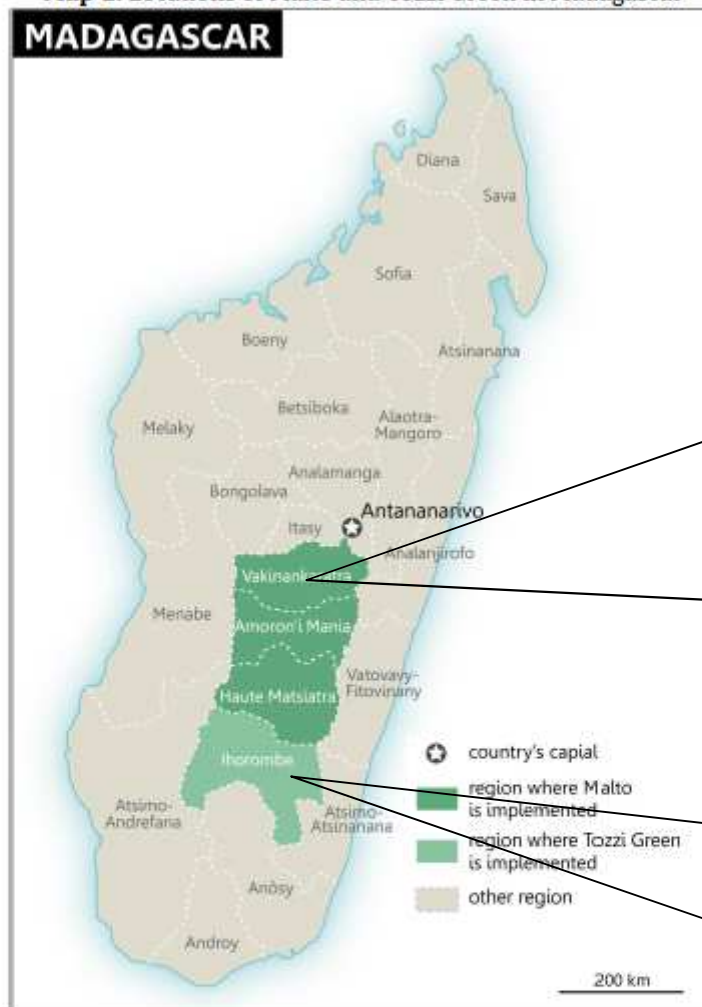 MADAGASCAR
Diana
Sava
Sofia
Boeny
Atsinanana
Betsiboka
Alaotra-
Mangoro
Melaky
Analamanga
Bongolava
Antananarivo
Itasy
Analanjirofo
Menabe
Amoron'i Mania
Vatovavy-
Fitovinany
Haute Matsiatra
Ihorombe
country's capial
region where Malto
is implemented
Atsimo-
Andrefana
Atsimo-
Atsinanana
region where Tozzi Green
is implemented
Anôsy
other region
Androy
200 km